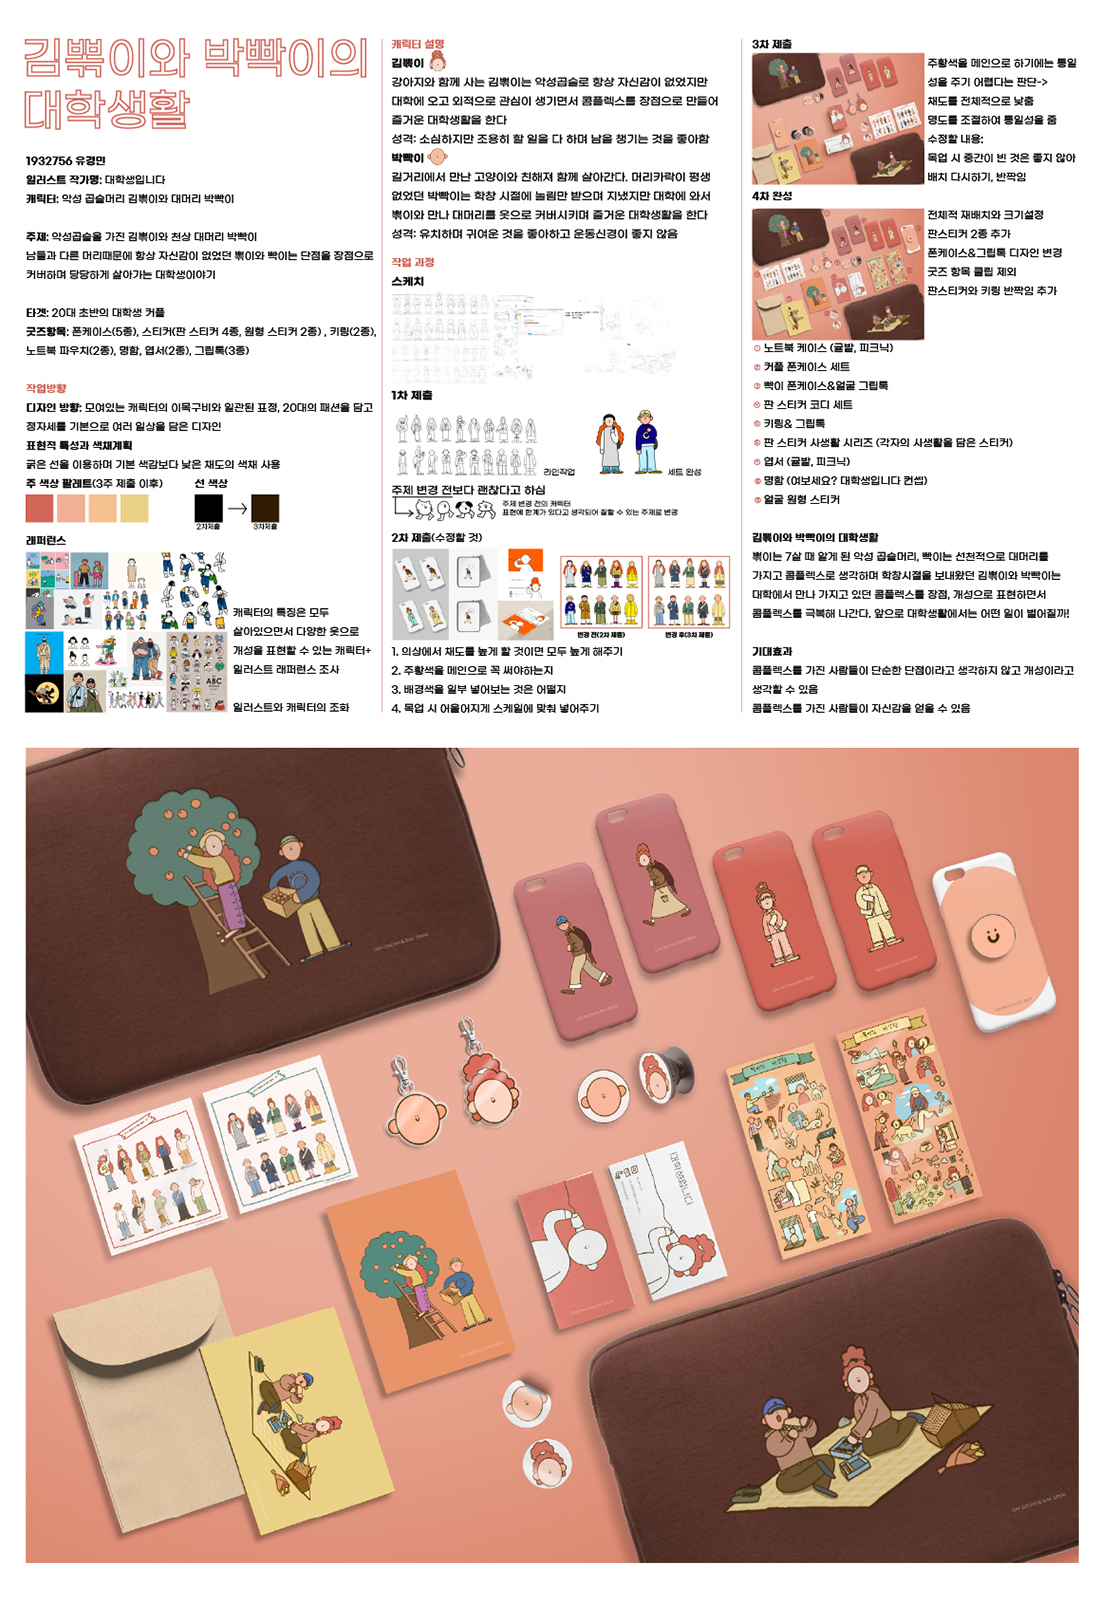 김뽂이와 박빡이의
대학생활
1932756 유경민
일러스트 작가명: 대학생입니다
캐릭터: 악성 곱슬머리 김뽂이와 대머리 박빡이
주제: 악성곱슬을 가진 김뽂이와 천상 대머리 박빡이
남들과 다른 머리때문에 항상 자신감이 없었던 뽂이와 빡이는 단점을 장점으로
커버하며 당당하게 살아가는 대학생이야기
타겟: 20대 초반의 대학생 커플
굿즈항목: 폰케이스(5종), 스티커(판 스티커 4종, 원형 스티커 2종) , 키링(2종),
노트북 파우치(2종), 명함, 엽서(2종), 그립톡(3종)
작업방향
디자인 방향: 모여있는 캐릭터의 이목구비와 일관된 표정, 20대의 패션을 담고
정자세를 기본으로 여러 일상을 담은 디자인
표현적 특성과 색채계획
굵은 선을 이용하며 기본 색감보다 낮은 채도의 색채 사용
주 색상 팔레트(3주 제출 이후)
선 색상
2차제출
3차제출
래퍼런스
캐릭터의 특징은 모두
살아있으면서 다양한 옷으로
개성을 표현할 수 있는 캐릭터+
일러스트 래퍼런스 조사
일러스트와 캐릭터의 조화
캐릭터 설명
김뽂이
강아지와 함께 사는 김뽂이는 악성곱슬로 항상 자신감이 없었지만
대학에 오고 외적으로 관심이 생기면서 콤플렉스를 장점으로 만들어
즐거운 대학생활을 한다
성격: 소심하지만 조용히 할 일을 다 하며 남을 챙기는 것을 좋아함
박빡이
길거리에서 만난 고양이와 친해져 함께 살아간다. 머리카락이 평생
없었던 박빡이는 학창 시절에 놀림만 받으며 지냈지만 대학에 와서
뽂이와 만나 대머리를 옷으로 커버시키며 즐거운 대학생활을 한다
성격: 유치하며 귀여운 것을 좋아하고 운동신경이 좋지 않음
작업 과정
스케치
1차 제출
라인작업
세트 완성
주제 변경 전보다 괜찮다고 하심
주제 변경 전의 캐릭터
표현에 한계가 있다고 생각되어 잘할 수 있는 주제로 변경
2차 제출(수정할 것)
변경 전(2차 제출)
변경 후(3차 제출)
1. 의상에서 채도를 높게 할 것이면 모두 높게 해주기
2. 주황색을 메인으로 꼭 써야하는지
3. 배경색을 일부 넣어보는 것은 어떨지
4. 목업 시 어울어지게 스케일에 맞춰 넣어주기
3차 제출
주황색을 메인으로 하기에는 통일
성을 주기 어렵다는 판단->
채도를 전체적으로 낮춤
명도를 조절하여 통일성을 줌
수정할 내용:
목업 시 중간이 빈 것은 좋지 않아
배치 다시하기, 반짝임
4차 완성
전체적 재배치와 크기설정
판스티커 2종 추가
폰케이스&그립톡 디자인 변경
굿즈 항목 클립 제외
판스티커와 키링 반짝임 추가
① 노트북 케이스 (귤밭, 피크닉)
② 커플 폰케이스 세트
③ 빡이 폰케이스&얼굴 그립톡
④ 판 스티커 코디 세트
⑤ 키링& 그립톡
⑥ 판 스티커 사생활 시리즈 (각자의 사생활을 담은 스티커)
⑦ 엽서 (귤밭, 피크닉)
⑧ 명함 (여보세요? 대학생입니다 컨셉)
⑨ 얼굴 원형 스티커
김뽂이와 박빡이의 대학생활
뽂이는 7살 때 알게 된 악성 곱슬머리, 빡이는 선천적으로 대머리를
가지고 콤플렉스로 생각하며 학창시절을 보내왔던 김뽂이와 박빡이는
대학에서 만나 가지고 있던 콤플렉스를 장점, 개성으로 표현하면서
콤플렉스를 극복해 나간다. 앞으로 대학생활에서는 어떤 일이 벌어질까!
기대효과
콤플렉스를 가진 사람들이 단순한 단점이라고 생각하지 않고 개성이라고
생각할 수 있음
콤플렉스를 가진 사람들이 자신감을 얻을 수 있음
대학생입니다